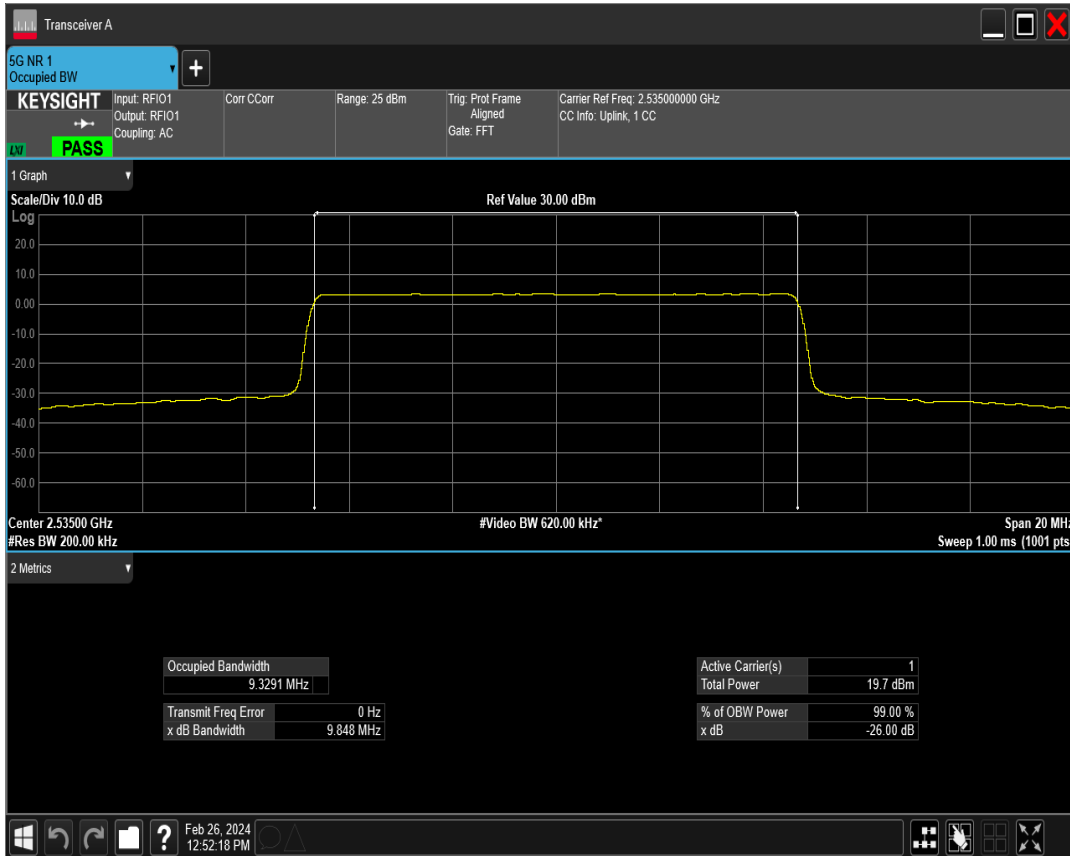 Transceiver A
5G NR 1
Occupied BW
KEYSIGHT
LXI
PASS
Input: RFIO1
Output: RFIO1
Coupling: AC
Corr CCorr
Range: 25 dBm
Trig: Prot Frame
Aligned
Gate: FFT
Carrier Ref Freq: 2.535000000 GHz
CC Info: Uplink, 1 CC
1 Graph
Scale/Div 10.0 dB
Ref Value 30.00 dBm
Log
20.0
10.0
0.00
-10.0
-20.0
-30.0
-40.0
-50.0
-60.0
Center 2.53500 GHz
#Video BW 620.00 kHz*
Span 20 MHz
#Res BW 200.00 kHz
Sweep 1.00 ms (1001 pts
2 Metrics
Occupied Bandwidth
9.3291 MHz
Transmit Freq Error 0 Hz
x dB Bandwidth 9.848 MHz
Active Carrier(s) 1
Total Power 19.7 dBm
% of OBW Power 99.00 %
x dB -26.00 dB
Feb 26, 2024
12:52:18 PM